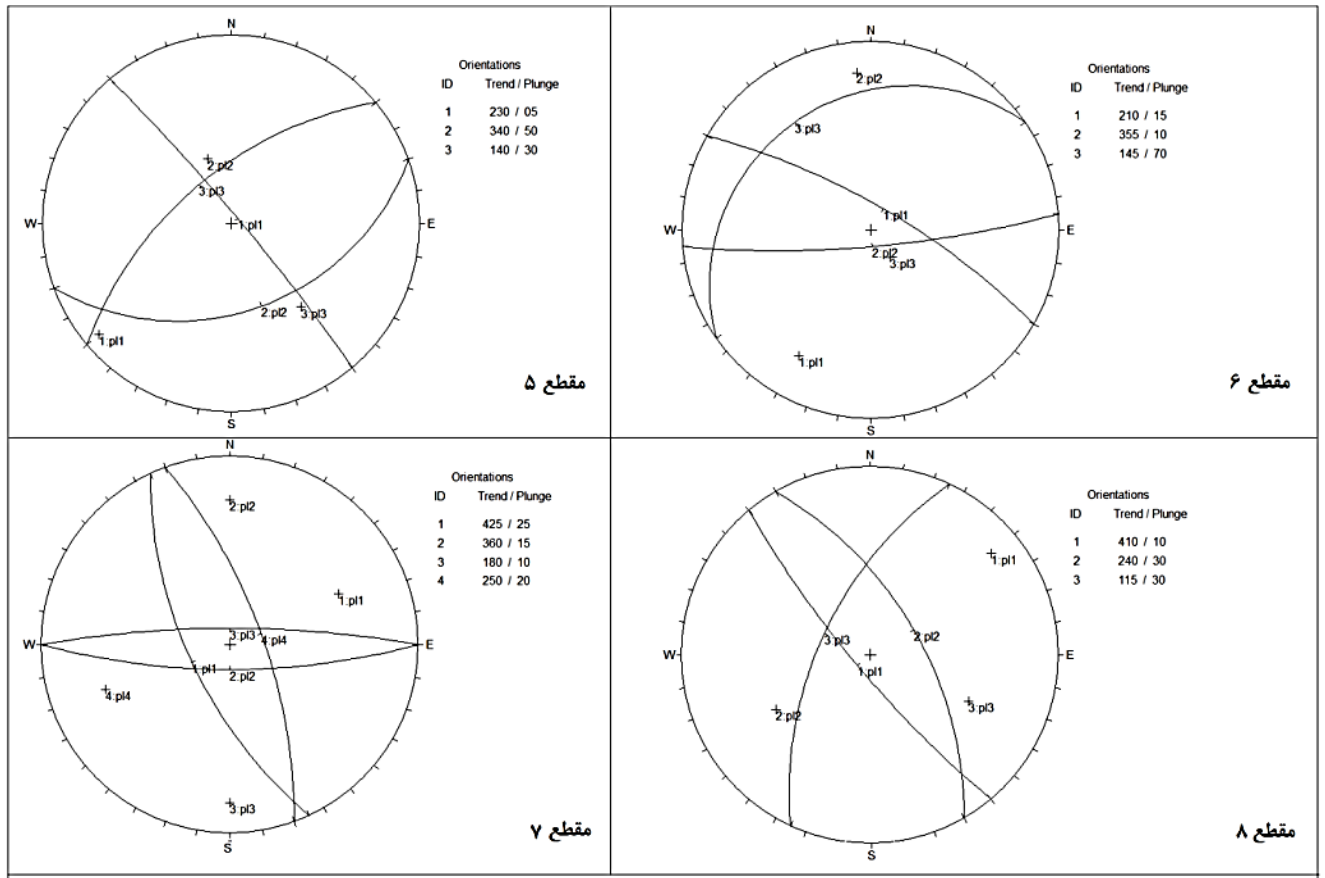 N
Orientations
ID Trend / Plunge
1 230 / 05
2 340 / 50
3 140 / 30
2:pl2
3:pl3
1:pl1
W
E
2:pl2
3:pl3
1:pl1
S
مقطع ۵
N
Orientations
ID Trend / Plunge
1 210 / 15
2 355 / 10
3 145 / 70
2:pl2
3:pl3
1:pl1
W
E
2:pl2
3:pl3
1:pl1
S
مقطع ۶
N
Orientations
ID Trend / Plunge
1 425 / 25
2 360 / 15
3 180 / 10
4 250 / 20
2:pl2
1:pl1
3:pl3
4:pl4
W
E
1:pl1
2:pl2
4:pl4
3:pl3
S
مقطع ۷
N
Orientations
ID Trend / Plunge
1 410 / 10
2 240 / 30
3 115 / 30
1:pl1
3:pl3
2:pl2
W
E
1:pl1
2:pl2
3:pl3
S
مقطع ۸